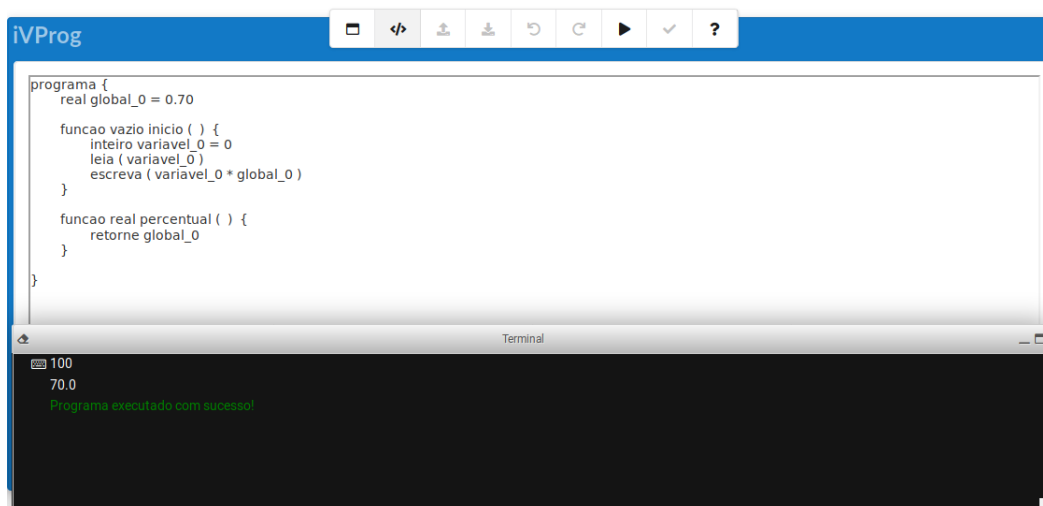 iVProg
</> ?
programa {
real global_0 = 0.70
funcao vazio inicio ( ) {
inteiro variavel_0 = 0
leia ( variavel_0 )
escreva ( variavel_0 * global_0 )
}
funcao real percentual ( ) {
retorne global_0
}
}
Terminal
100
70.0
Programa executado com sucesso!